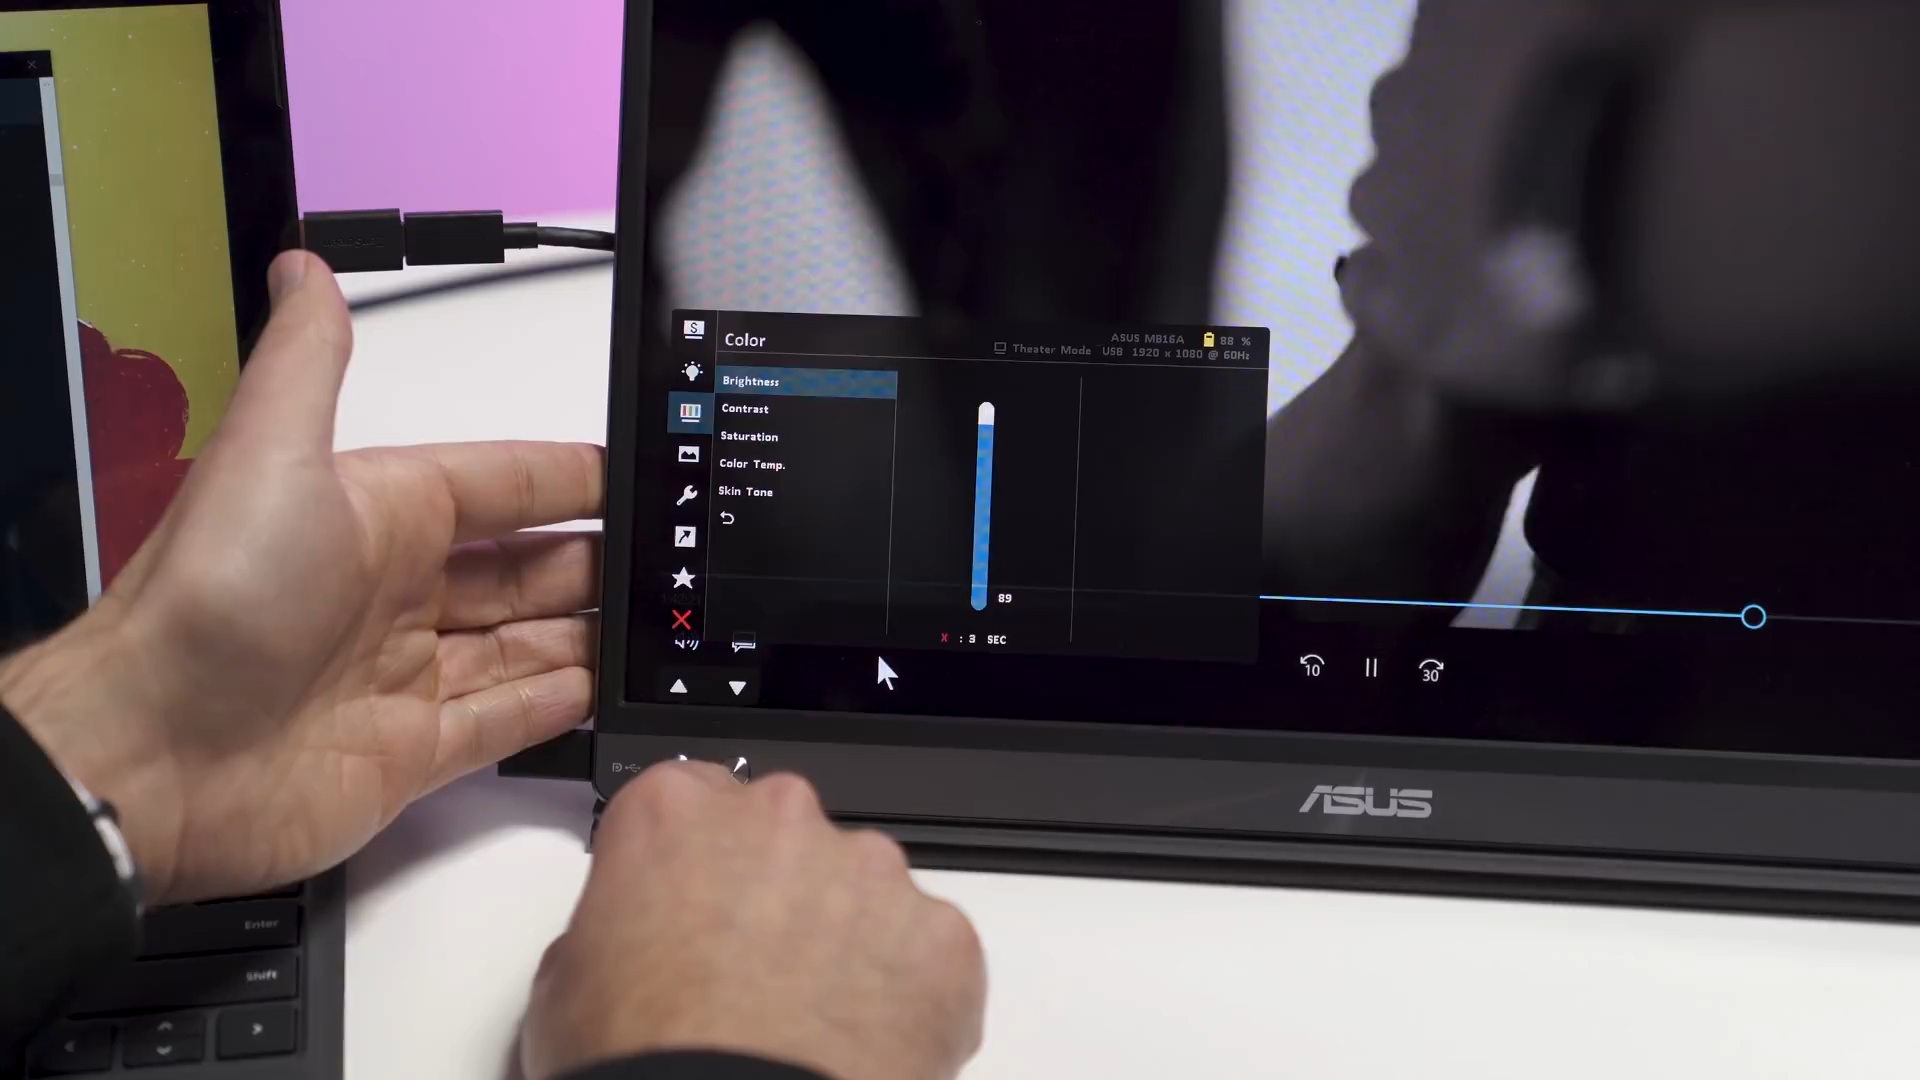 S
Color
ASUS MB16A 88 %
Theater Mode USB 1920 x 1080 @ 60Hz
Brightness
Contrast
Saturation
Color Temp.
Skin Tone
89
X : 3 SEC
10
30
ASUS
Enter
Shift